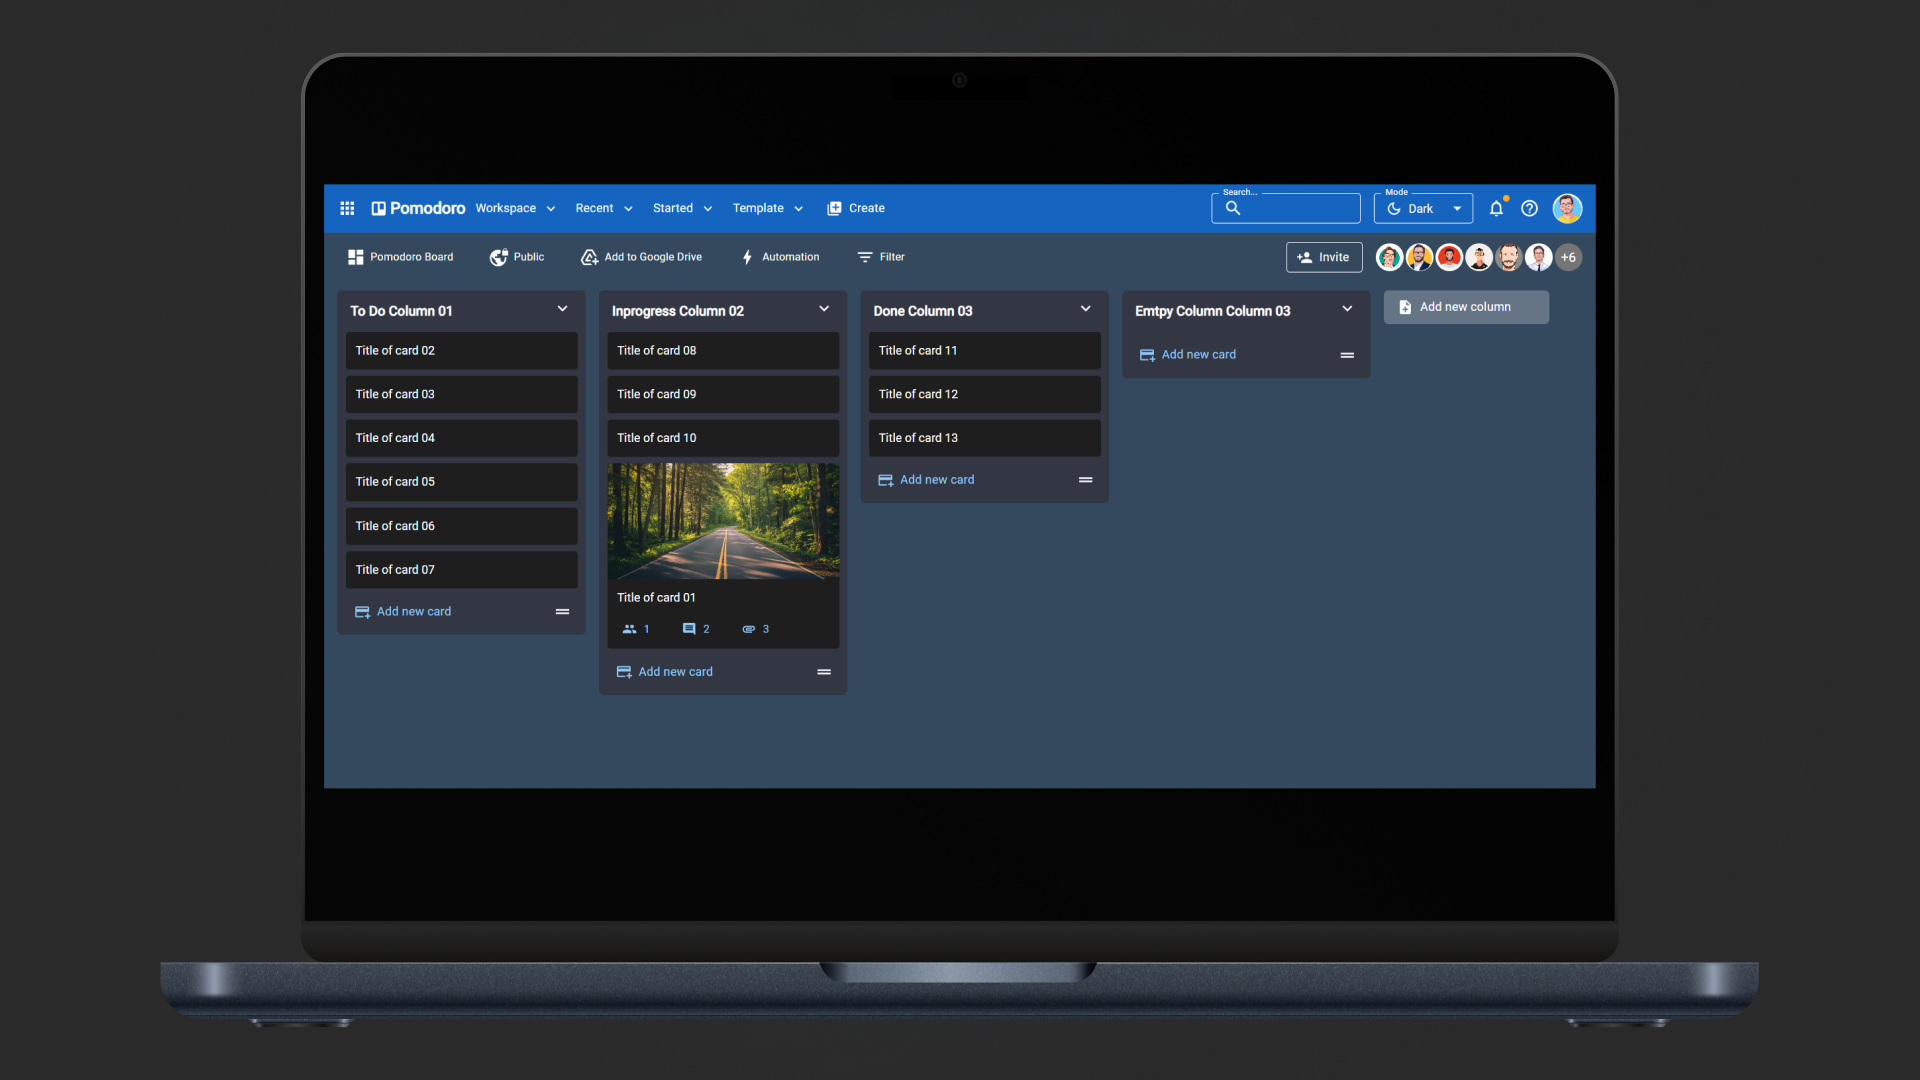 Pomodoro Workspace Recent Started Template Create Search... Mode Dark
Pomodoro Board Public Add to Google Drive Automation Filter Invite +6
To Do Column 01
Title of card 02
Title of card 03
Title of card 04
Title of card 05
Title of card 06
Title of card 07
Add new card
Inprogress Column 02
Title of card 08
Title of card 09
Title of card 10
Title of card 01
1 2 3
Add new card
Done Column 03
Title of card 11
Title of card 12
Title of card 13
Add new card
Emtpy Column Column 03
Add new card
Add new column